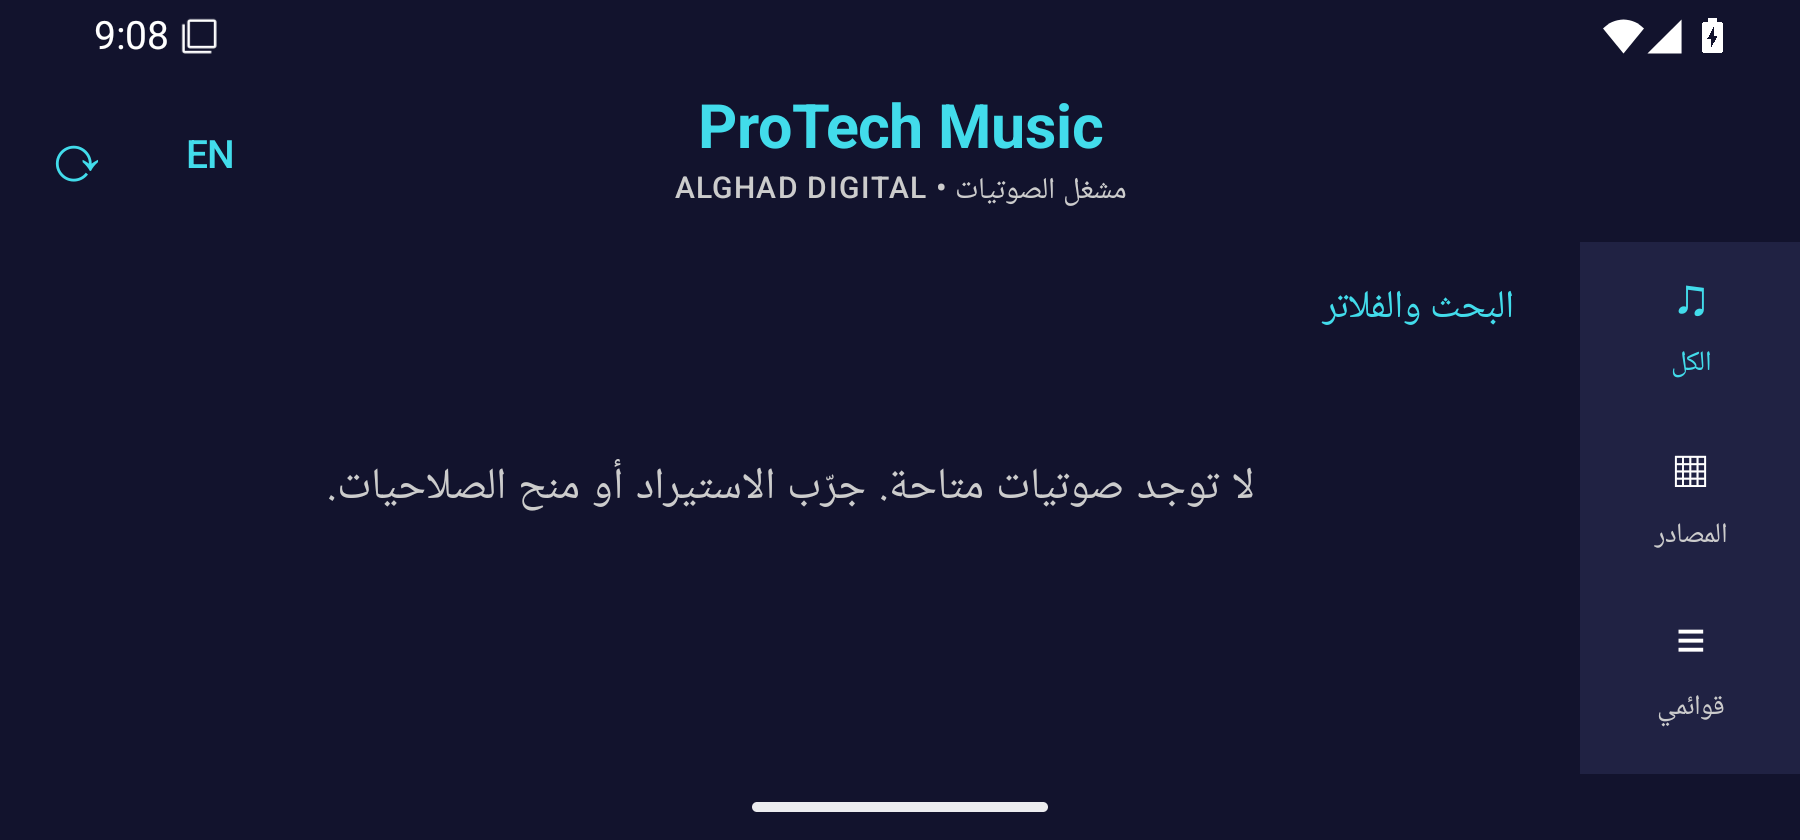 9:08
ProTech Music
EN
ALGHAD DIGITAL • مشغل الصوتيات
البحث والفلاتر
الكل
لا توجد صوتيات متاحة. جرّب الاستيراد أو منح الصلاحيات.
المصادر
قوائمي